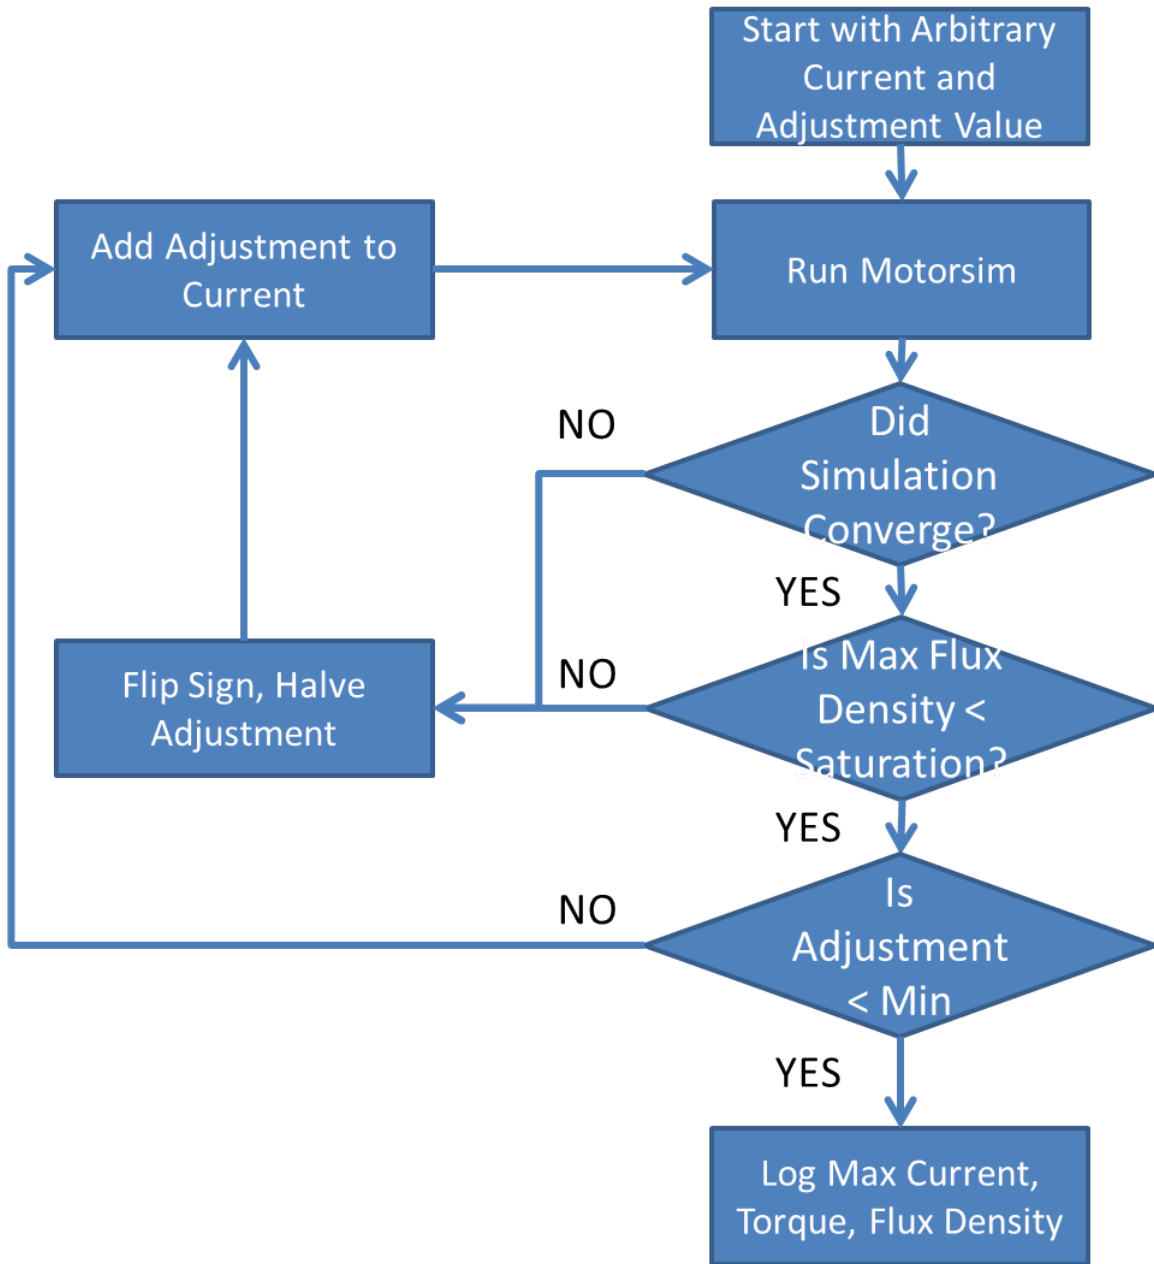 Start with Arbitrary
Current and
Adjustment Value
Add Adjustment to
Current
Run Motorsim
NO
Did
Simulation
Converge?
YES
Flip Sign, Halve
Adjustment
NO
Is Max Flux
Density <
Saturation?
YES
NO
Is
Adjustment
< Min
YES
Log Max Current,
Torque, Flux Density